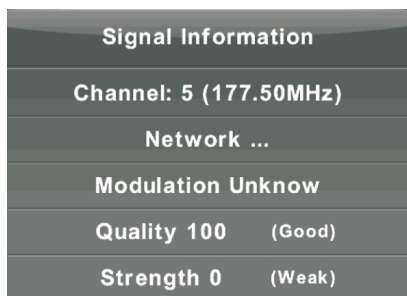 Signal Information
Channel: 5 (177.50MHz)
Network ...
Modulation Unknow
Quality 100 (Good)
Strength 0 (Weak)